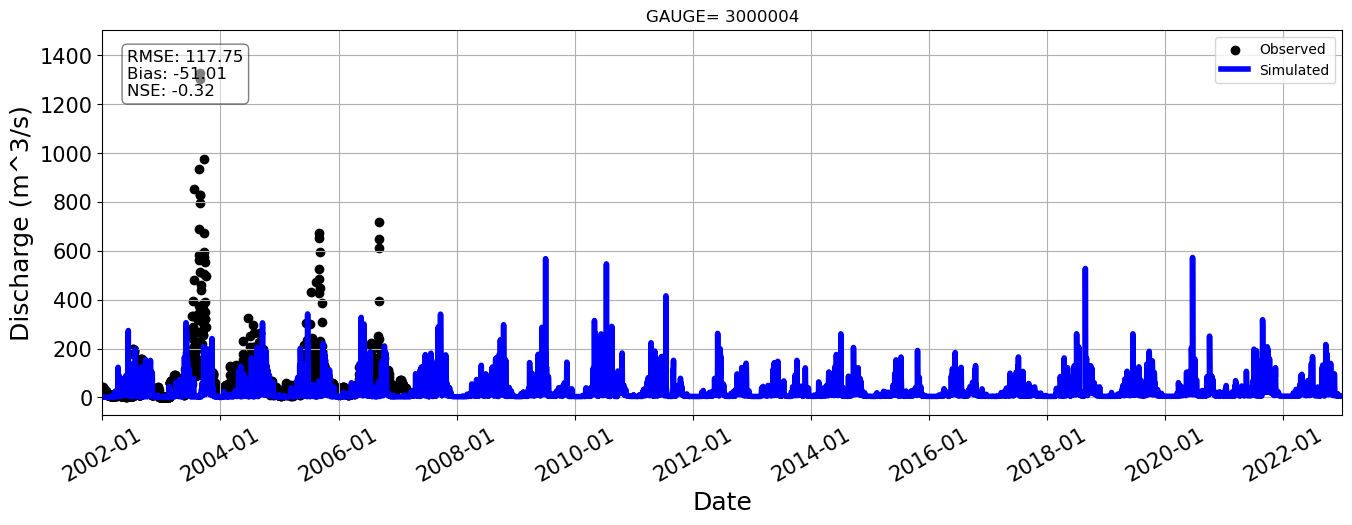 GAUGE= 3000004
RMSE: 117.75
Bias: -51.01
NSE: -0.32
Observed
Simulated
Discharge (m^3/s)
1400
1200
1000
800
600
400
200
0
2002-01
2004-01
2006-01
2008-01
2010-01
2012-01
2014-01
2016-01
2018-01
2020-01
2022-01
Date